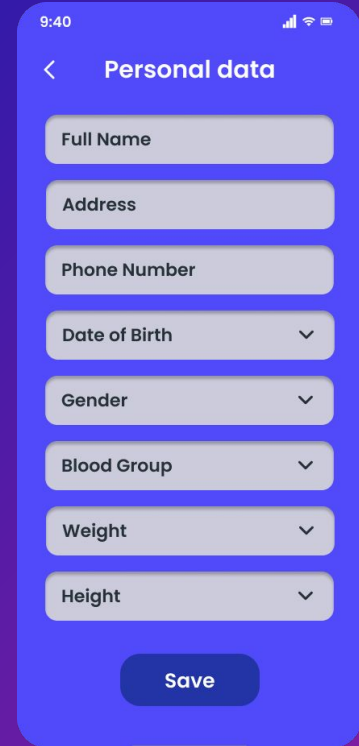 9:40
Personal data
Full Name
Address
Phone Number
Date of Birth
Gender
Blood Group
Weight
Height
Save